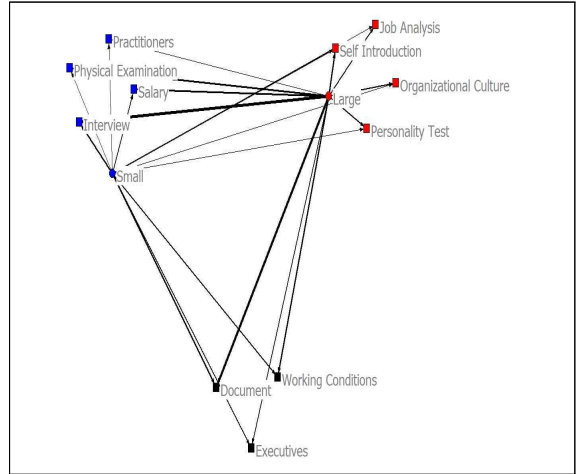 Job Analysis
Practitioners
Self Introduction
Physical Examination
Salary
Organizational Culture
Large
Interview
Personality Test
Small
Working Conditions
Document
Executives